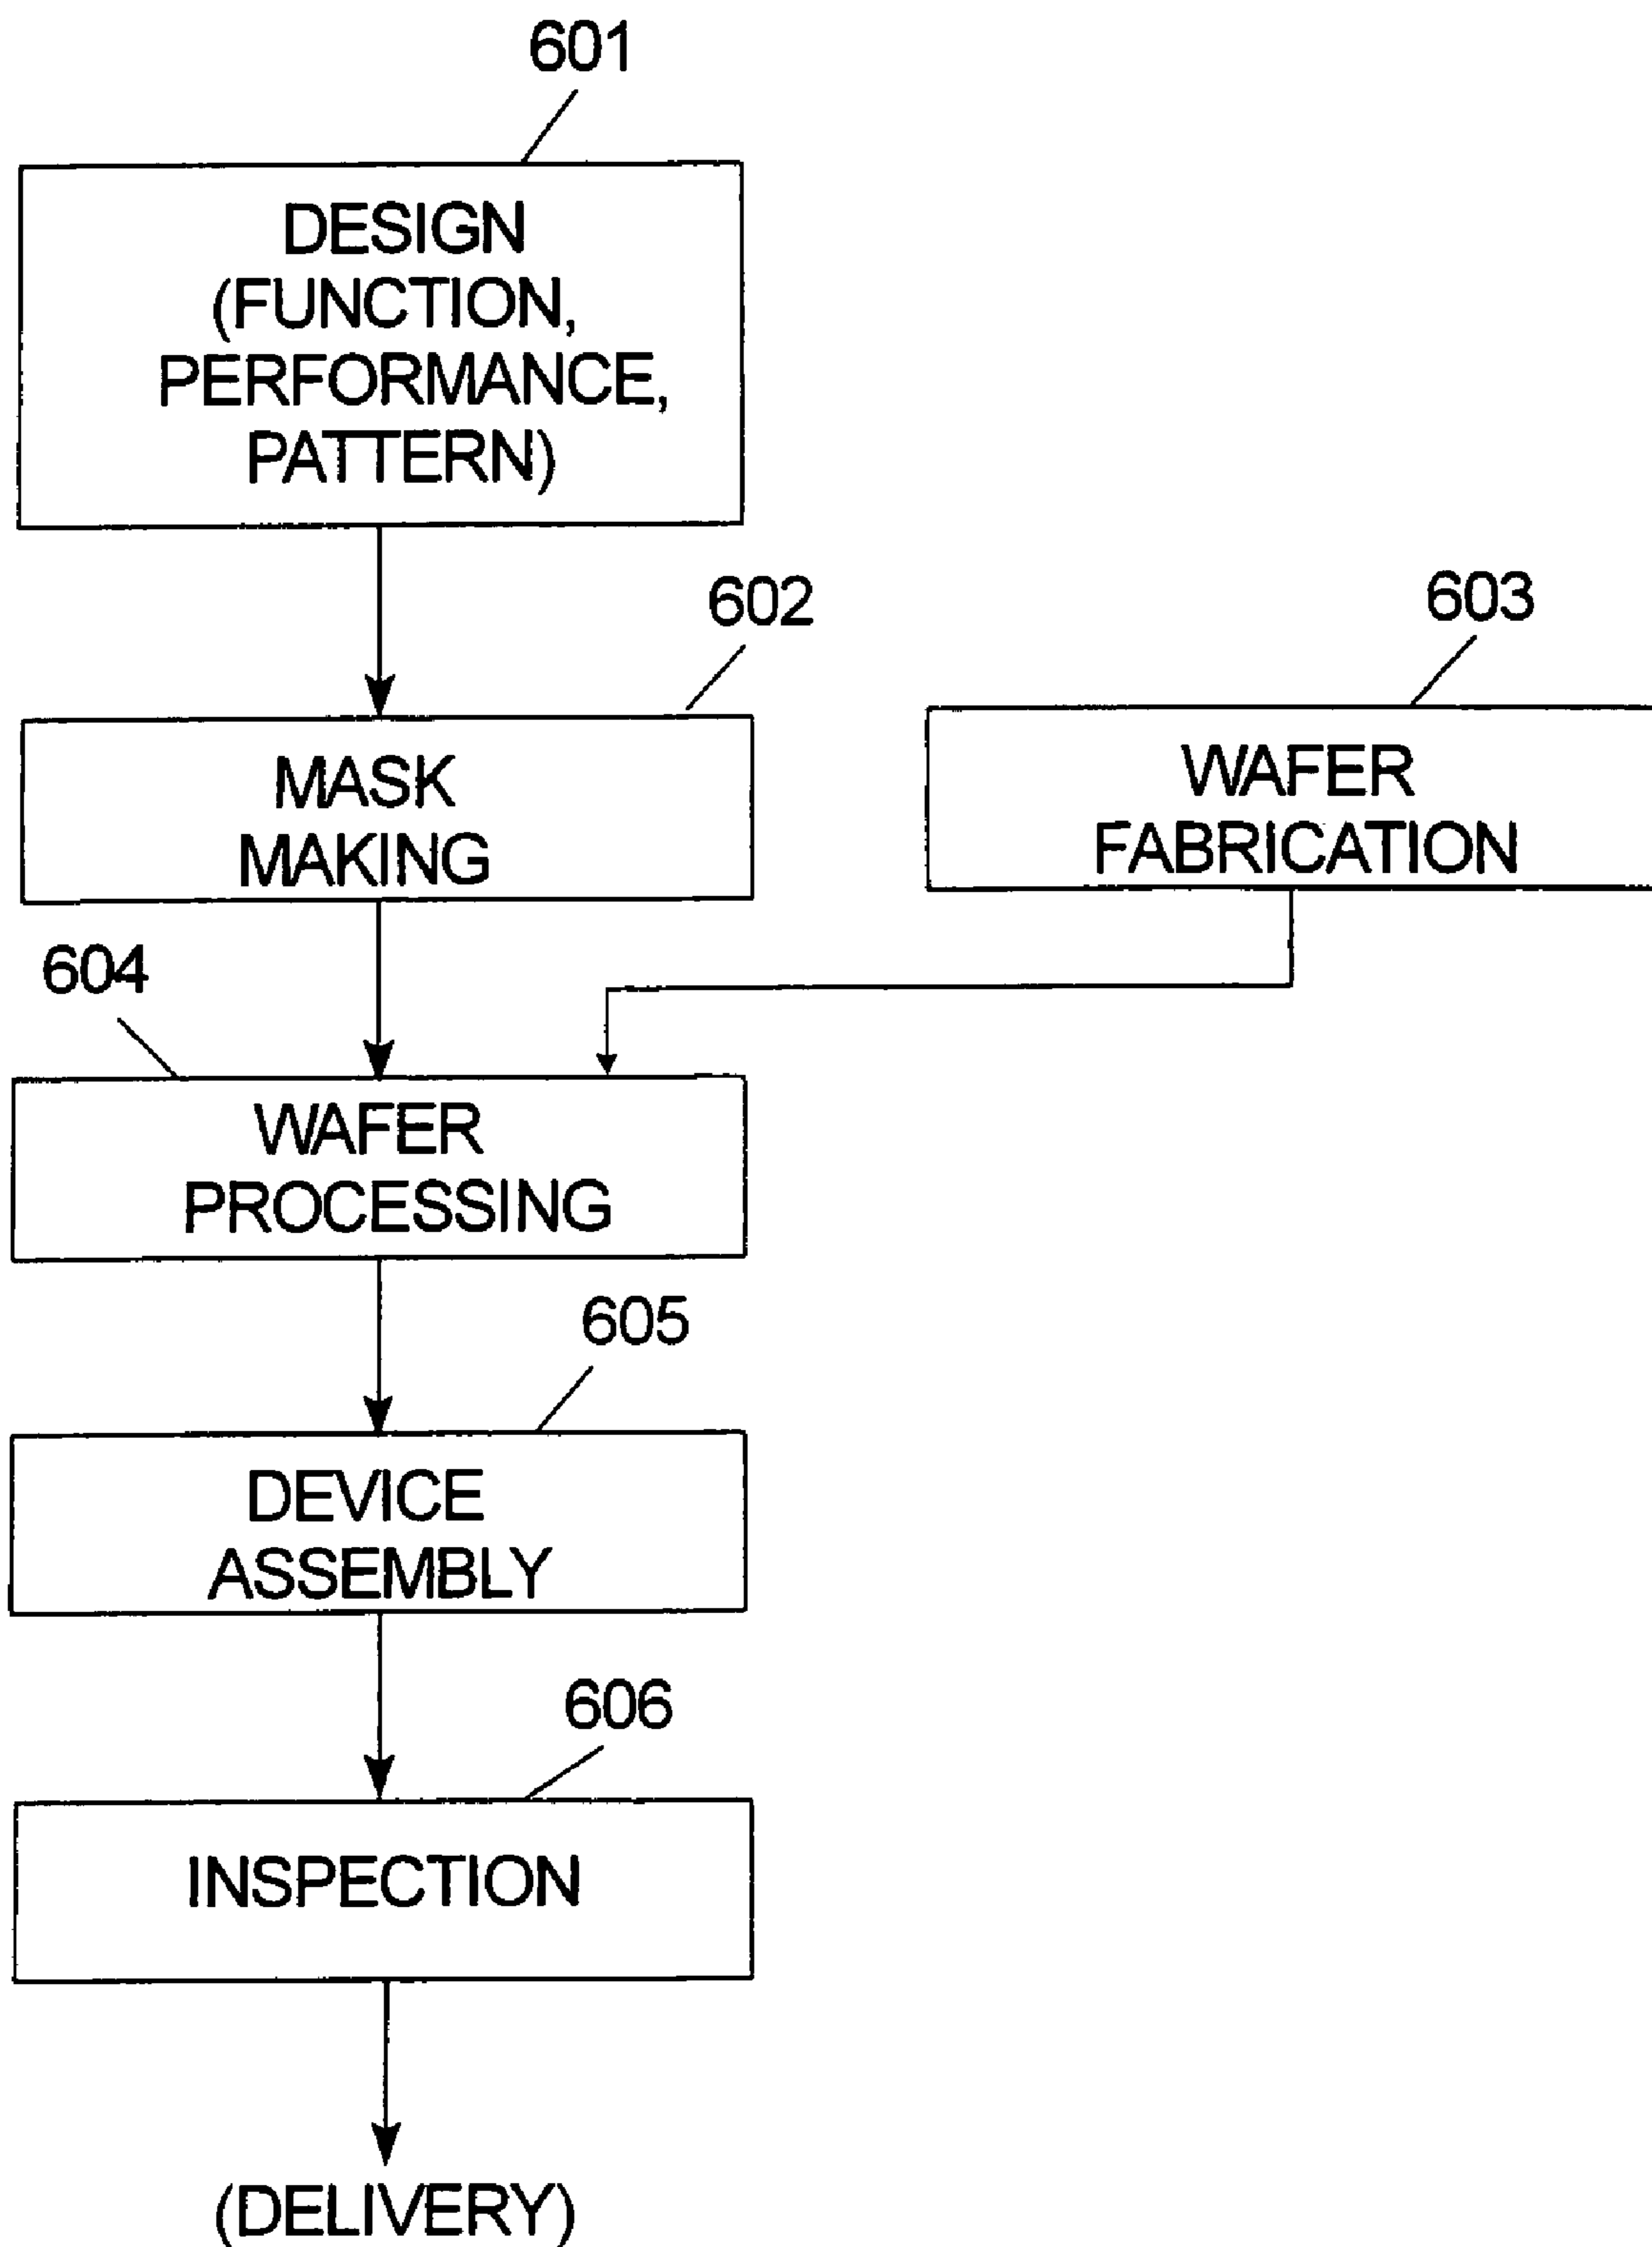 601
DESIGN
(FUNCTION,
PERFORMANCE,
PATTERN)
602
MASK
MAKING
603
WAFER
FABRICATION
604
WAFER
PROCESSING
605
DEVICE
ASSEMBLY
606
INSPECTION
(DELIVERY)